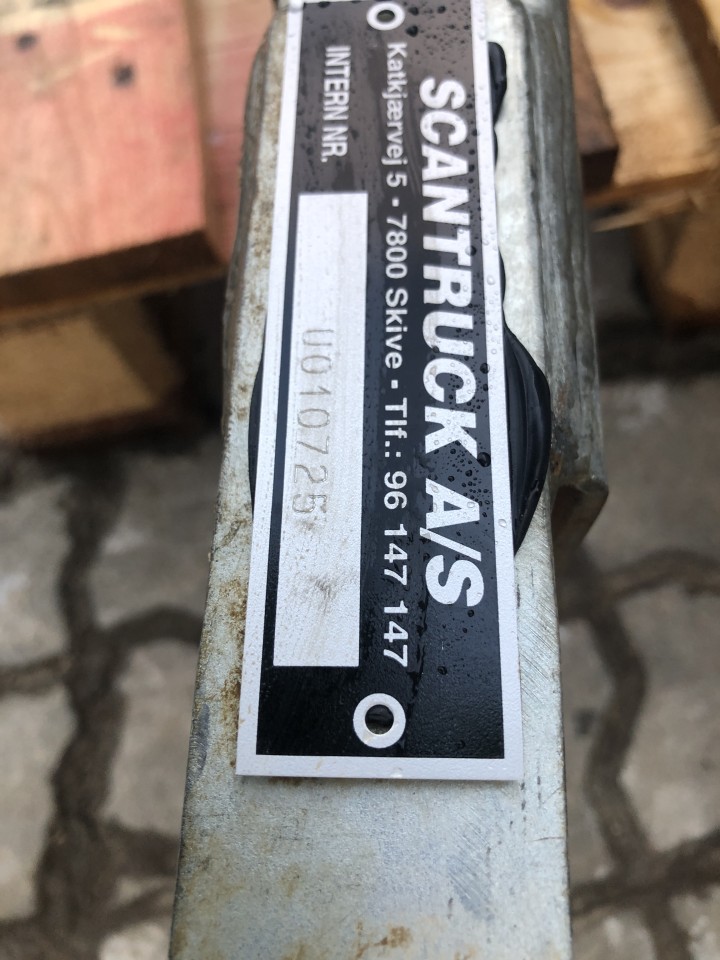 SCANTRUCK A/S
Katkjærvej 5 • 7800 Skive • Tlf.: 96 147 147
INTERN NR.
U010725